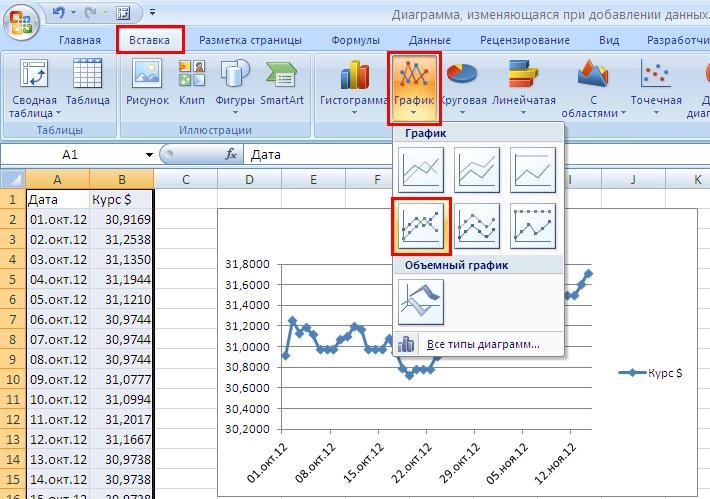 Диаграмма, изменяющаяся при добавлении данных.
Главная Вставка Разметка страницы Формулы Данные Рецензирование Вид Разработчи
Сводная таблица Таблица Рисунок Клип Фигуры SmartArt Гистограмма График Круговая Линейчатая С областями Точечная Д диаг
Таблицы Иллюстрации
A1 fx Дата
График
Объемный график
Все типы диаграмм...
A B C D E F I J K
1 Дата Курс $
2 01.окт.12 30,9169
3 02.окт.12 31,2538
4 03.окт.12 31,1350
5 04.окт.12 31,1944
6 05.окт.12 31,1210
7 06.окт.12 30,9744
8 07.окт.12 30,9744
9 08.окт.12 30,9744
10 09.окт.12 31,0777
11 10.окт.12 31,0994
12 11.окт.12 31,2017
13 12.окт.12 31,1667
14 13.окт.12 30,9738
15 14.окт.12 30,9738
16 15.окт.12 30,9738
31,8000
31,6000
31,4000
31,2000
31,0000
30,8000
30,6000
30,4000
30,2000
01.окт.12 08.окт.12 15.окт.12 22.окт.12 29.окт.12 05.ноя.12 12.ноя.12
Курс $